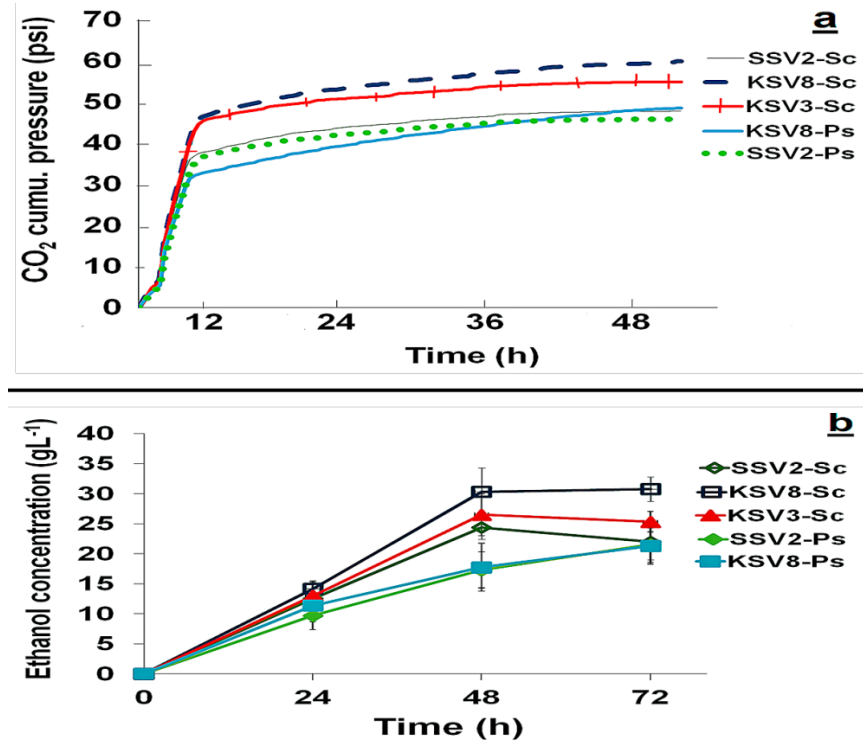 a
CO2 cumu. pressure (psi)
70
60
50
40
30
20
10
0
12 24 36 48
Time (h)
SSV2-Sc
KSV8-Sc
KSV3-Sc
KSV8-Ps
SSV2-Ps
b
Ethanol concentration (gL-1)
40
35
30
25
20
15
10
5
0
0 24 48 72
Time (h)
SSV2-Sc
KSV8-Sc
KSV3-Sc
SSV2-Ps
KSV8-Ps